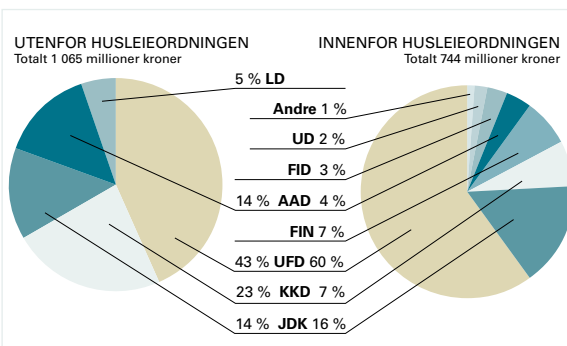 UTENFOR HUSLEIEORDNINGEN
Totalt 1 065 millioner kroner
INNENFOR HUSLEIEORDNINGEN
Totalt 744 millioner kroner
5 % LD
Andre 1 %
UD 2 %
FID 3 %
14 % AAD 4 %
FIN 7 %
43 % UFD 60 %
23 % KKD 7 %
14 % JDK 16 %